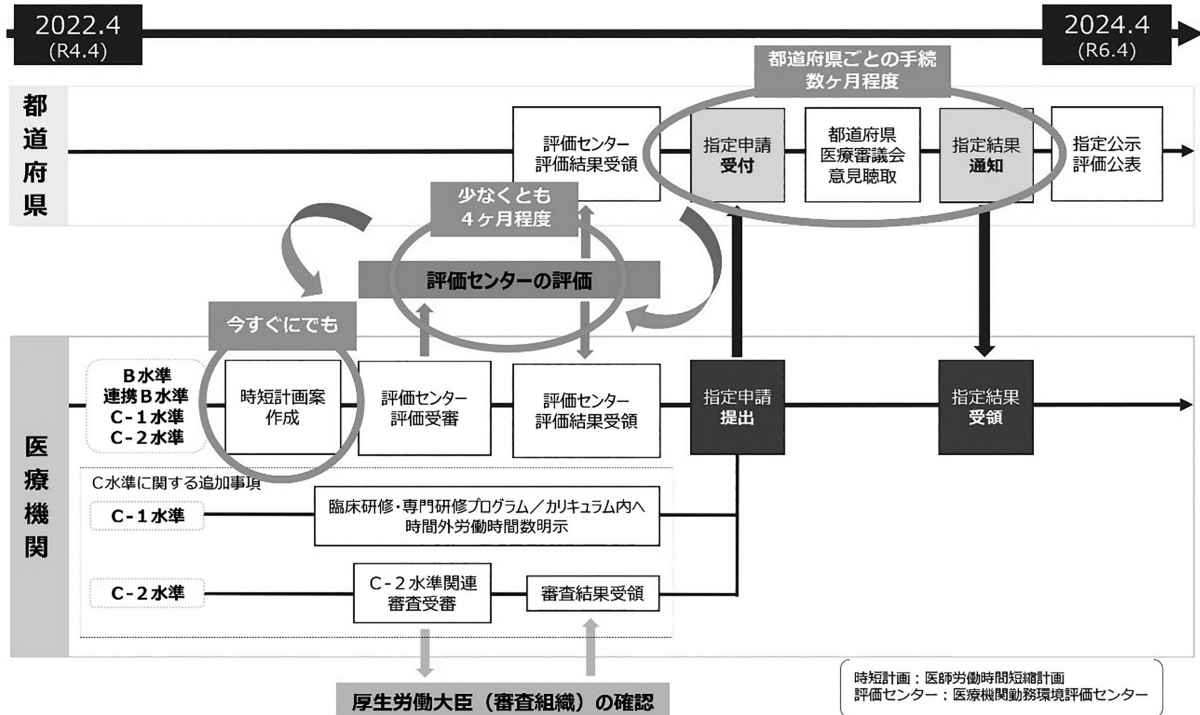 2022.4
(R4.4)
2024.4
(R6.4)
都道府県ごとの手続
数ヶ月程度
都道府県
評価センター
評価結果受領
指定申請
受付
都道府県
医療審議会
意見聴取
指定結果
通知
指定公示
評価公表
少なくとも
4ヶ月程度
評価センターの評価
今すぐにでも
医療機関
B水準
連携B水準
C-1水準
C-2水準
時短計画案
作成
評価センター
評価受審
評価センター
評価結果受領
指定申請
提出
指定結果
受領
C水準に関する追加事項
C-1水準
臨床研修・専門研修プログラム/カリキュラム内へ
時間外労働時間数明示
C-2水準
C-2水準関連
審査受審
審査結果受領
厚生労働大臣（審査組織）の確認
時短計画：医師労働時間短縮計画
評価センター：医療機関勤務環境評価センター